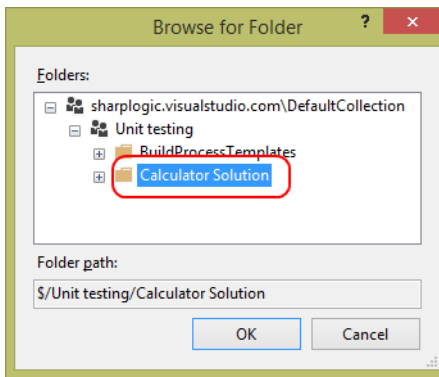 Browse for Folder
?
Folders:
sharplogic.visualstudio.com\DefaultCollection
Unit testing
BuildProcessTemplates
Calculator Solution
Folder path:
$/Unit testing/Calculator Solution
OK Cancel